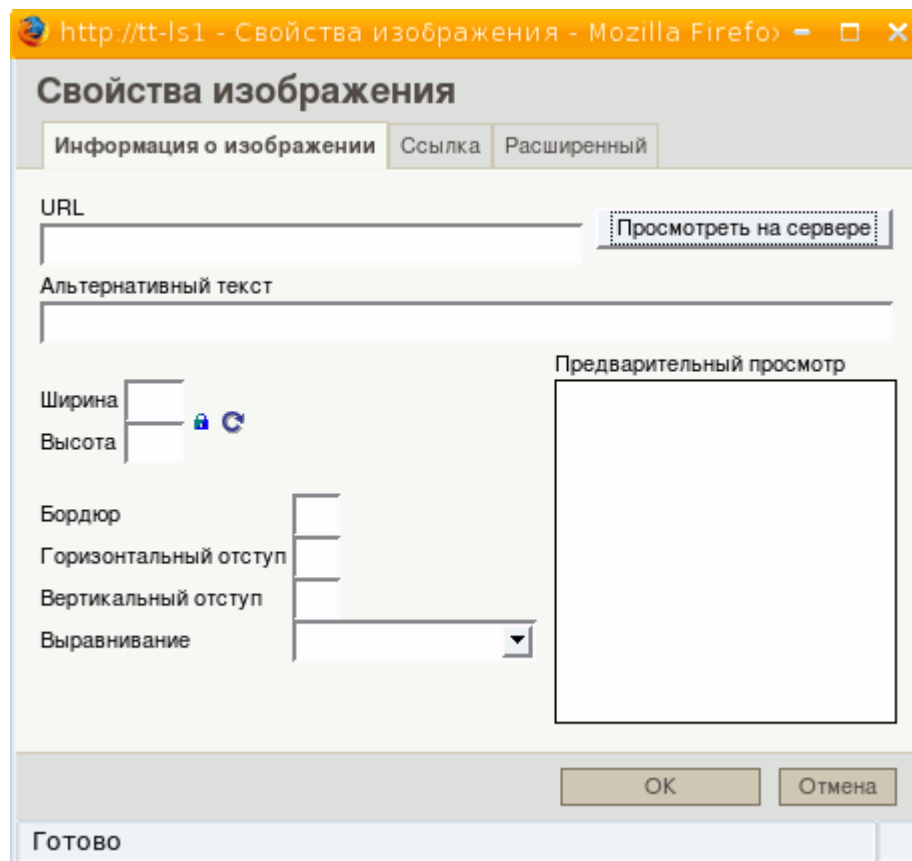 http://tt-ls1 - Свойства изображения - Mozilla Firefox
Свойства изображения
Информация о изображении
Ссылка
Расширенный
URL
Просмотреть на сервере
Альтернативный текст
Предварительный просмотр
Ширина
Высота
Бордюр
Горизонтальный отступ
Вертикальный отступ
Выравнивание
OK
Отмена
Готово